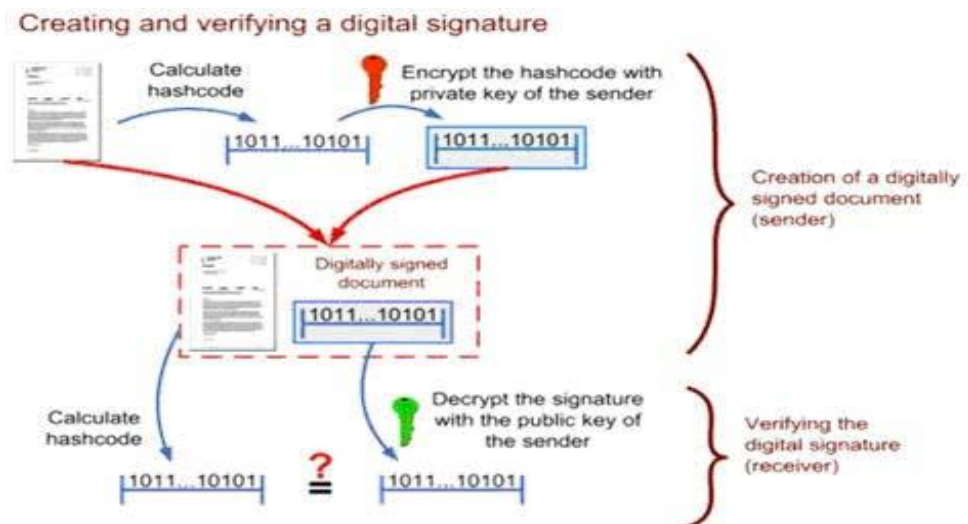 Creating and verifying a digital signature
Calculate
hashcode
Encrypt the hashcode with
private key of the sender
1011...10101
1011...10101
Creation of a digitally
signed document
(sender)
Digitally signed
document
1011...10101
Calculate
hashcode
Decrypt the signature
with the public key of
the sender
Verifying the
digital signature
(receiver)
1011...10101
?
=
1011...10101